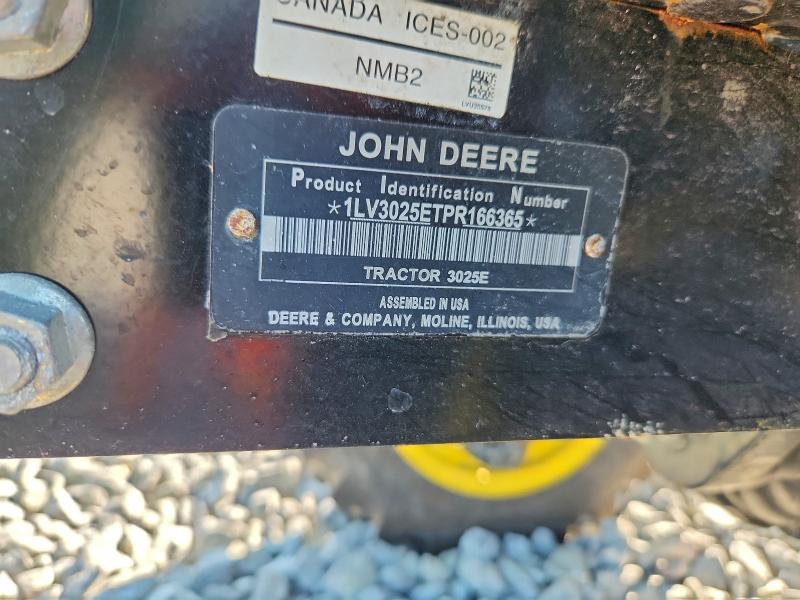 CANADA ICES-002
NMB2
JOHN DEERE
Product Identification Number
*1LV3025ETPR166365*
TRACTOR 3025E
ASSEMBLED IN USA
DEERE & COMPANY, MOLINE, ILLINOIS, USA